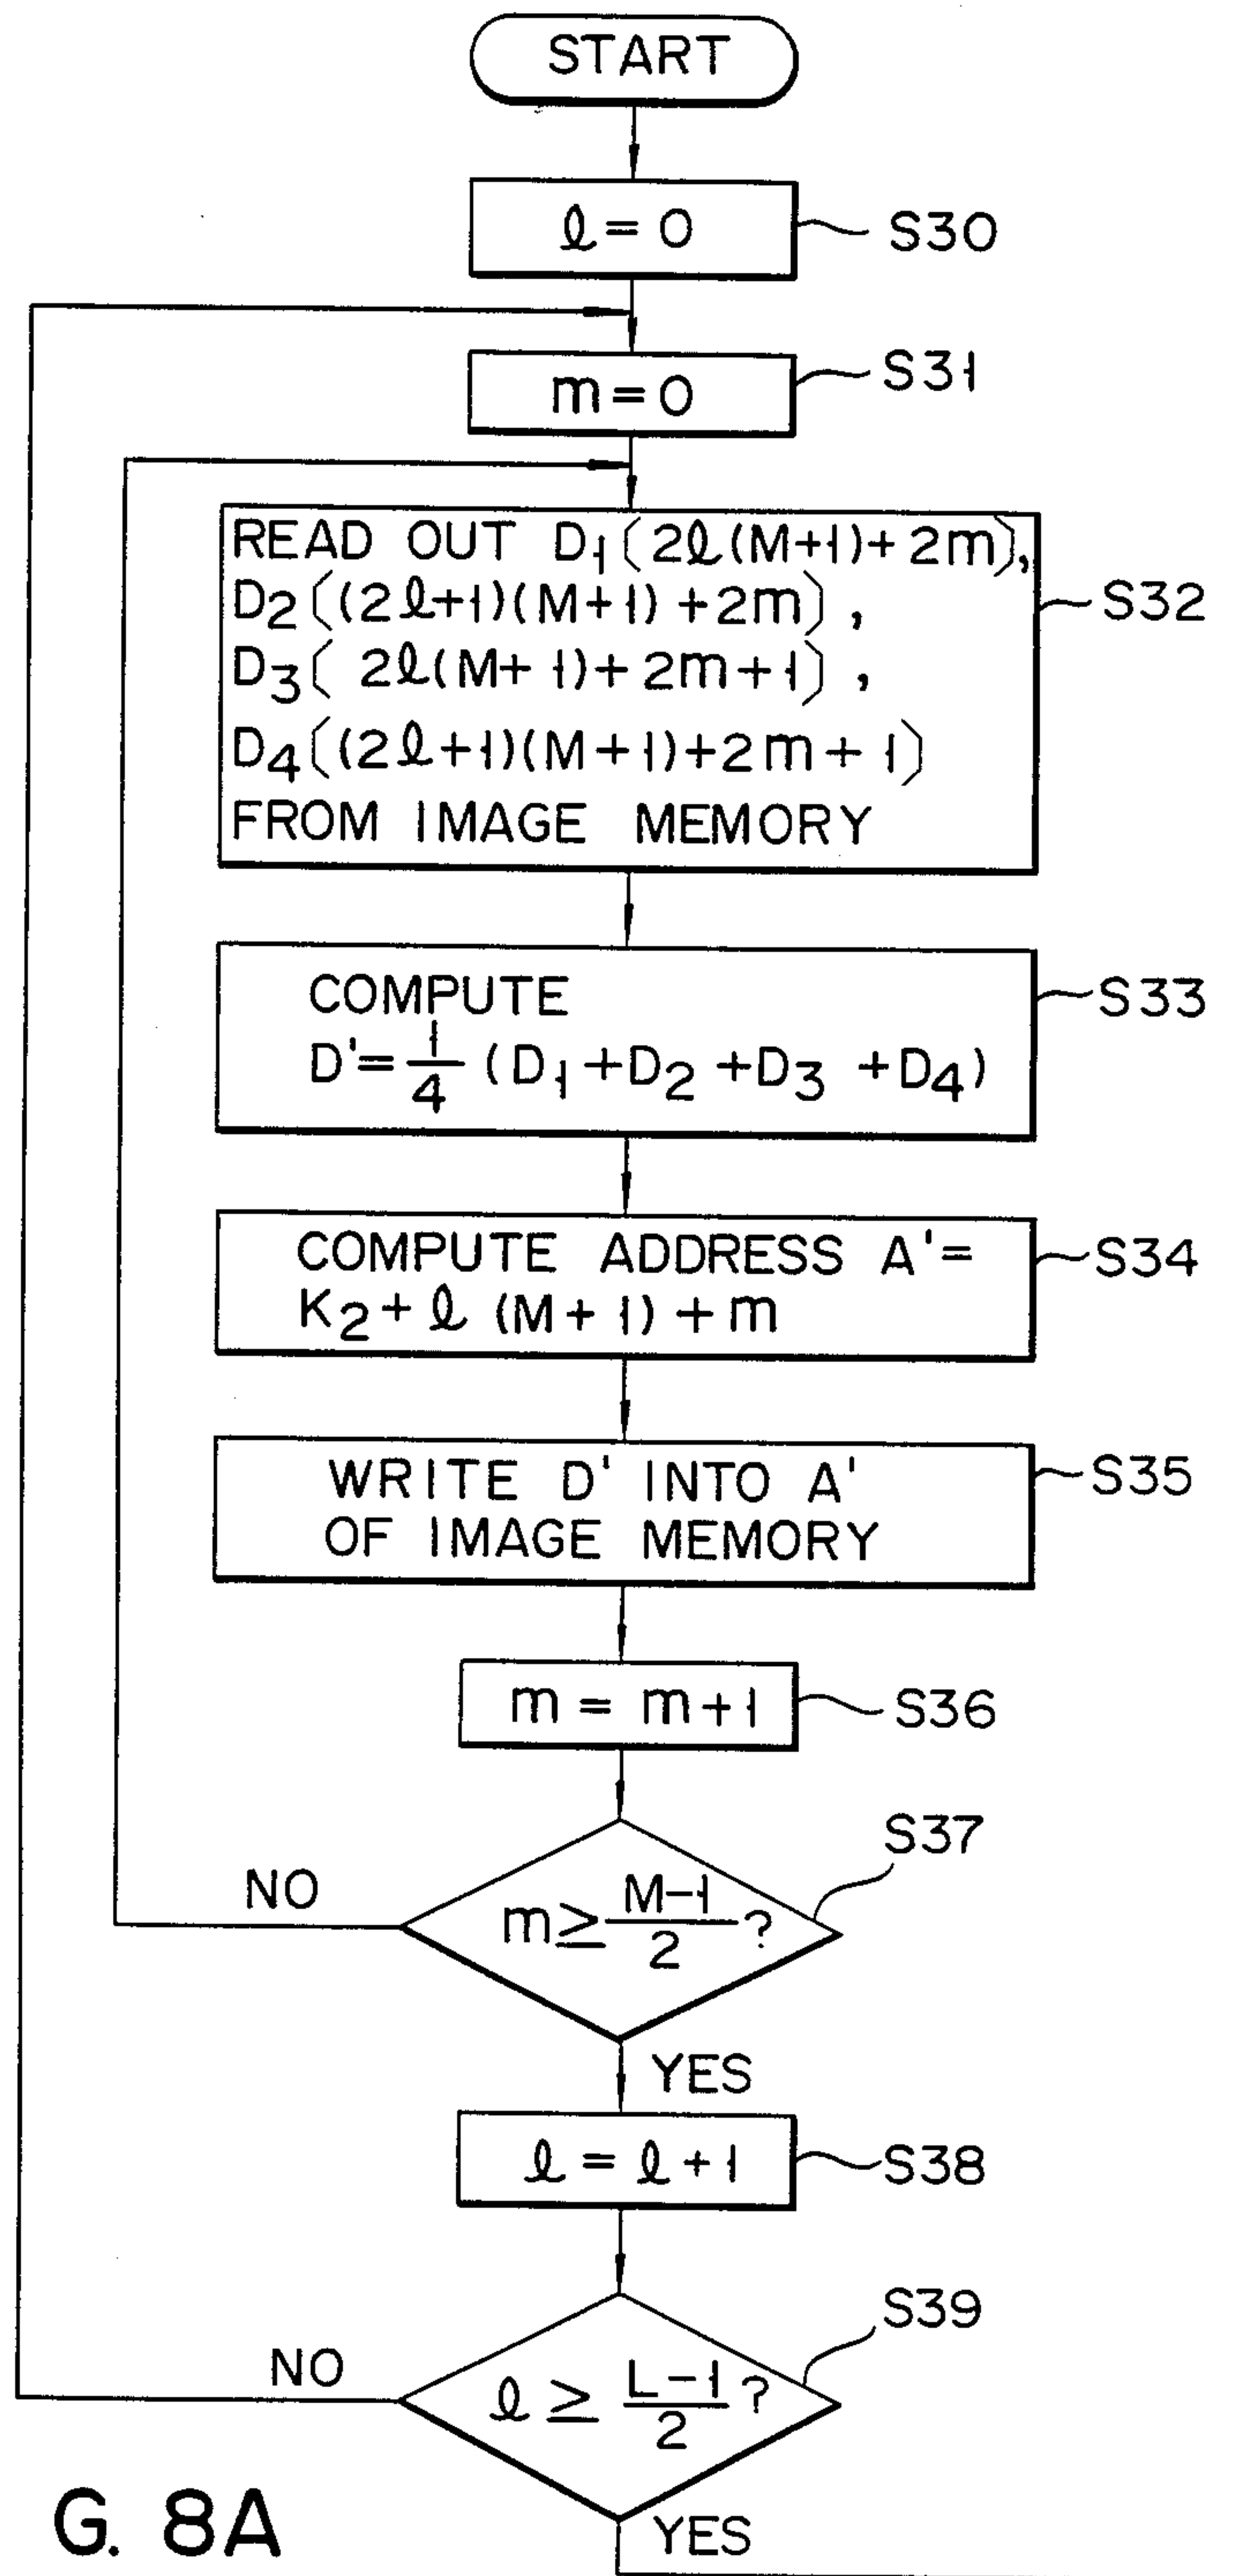 START
ℓ = 0
S30
m = 0
S31
READ OUT D1(2ℓ(M+1)+2m),
D2((2ℓ+1)(M+1)+2m),
D3(2ℓ(M+1)+2m+1),
D4((2ℓ+1)(M+1)+2m+1)
FROM IMAGE MEMORY
S32
COMPUTE
D'= 1/4 (D1+D2+D3+D4)
S33
COMPUTE ADDRESS A'=
K2+ℓ(M+1)+m
S34
WRITE D' INTO A'
OF IMAGE MEMORY
S35
m = m+1
S36
S37
NO
m ≥ M-1/2 ?
YES
ℓ = ℓ+1
S38
S39
NO
ℓ ≥ L-1/2 ?
YES
G. 8A